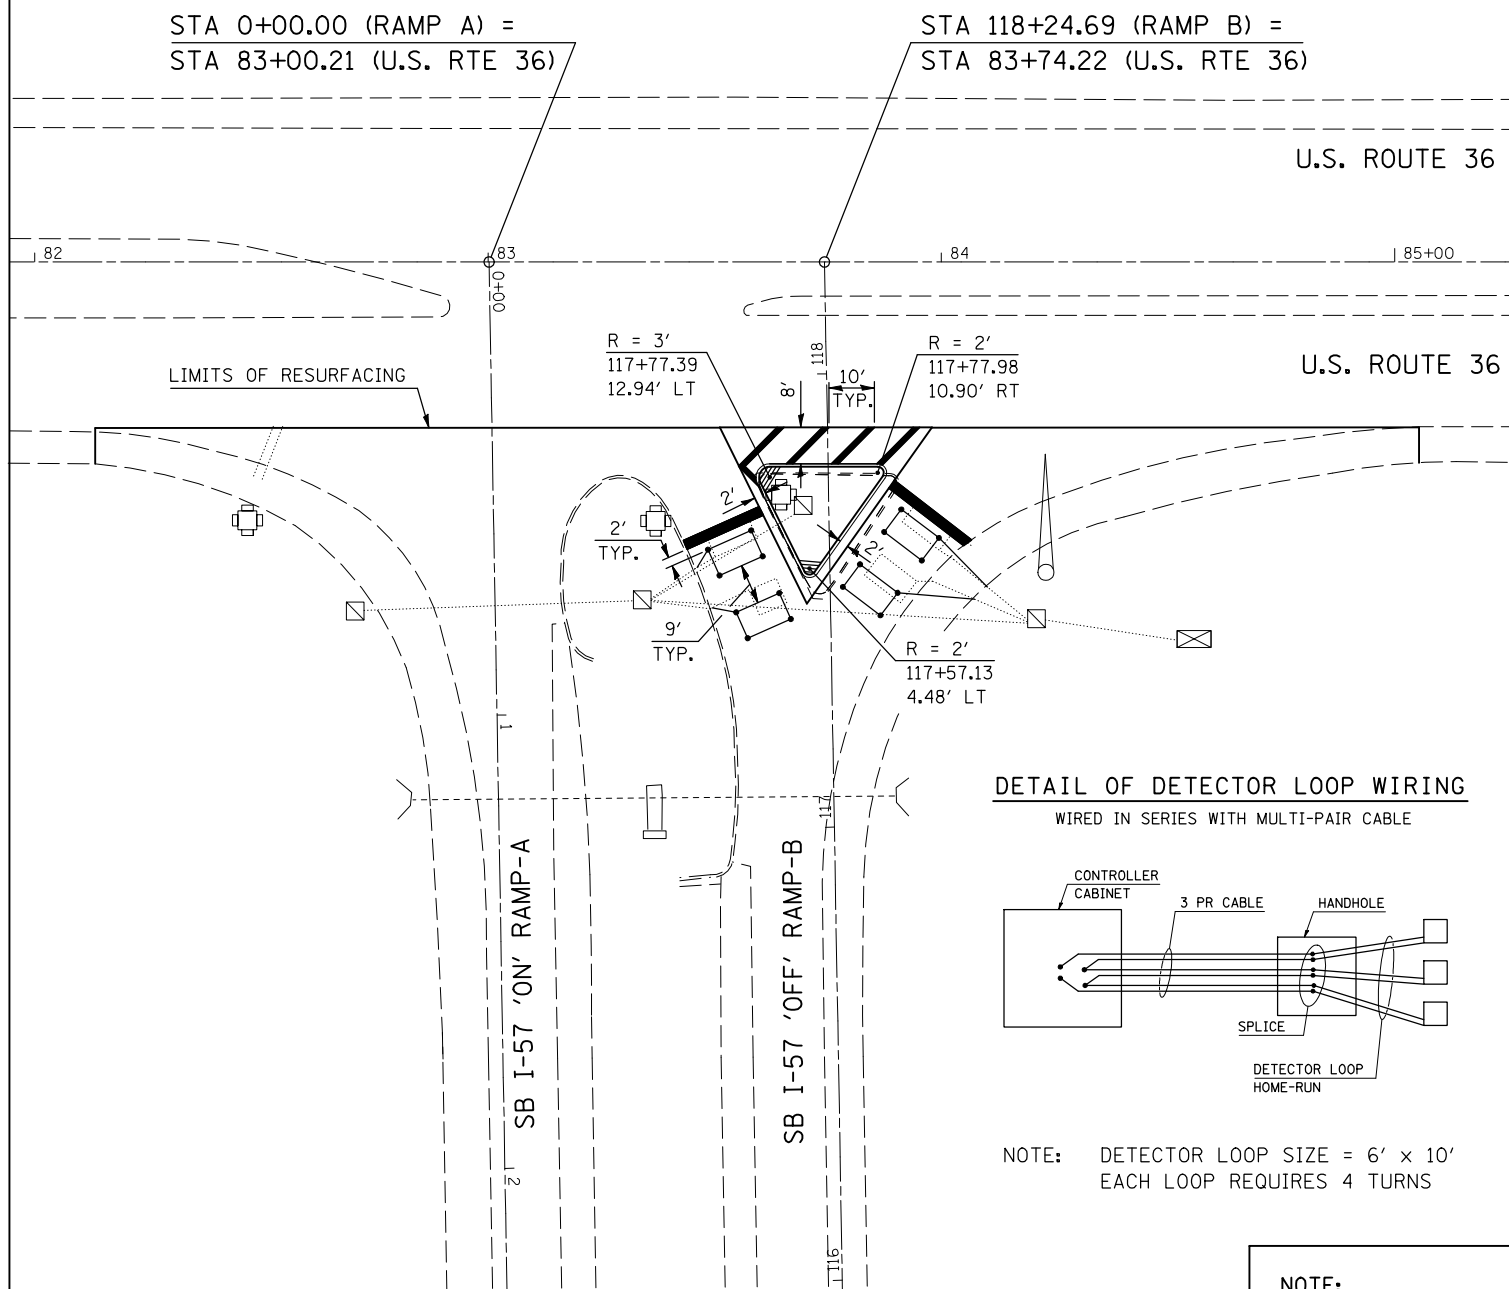 STA 0+00.00 (RAMP A) =
STA 83+00.21 (U.S. RTE 36)
STA 118+24.69 (RAMP B) =
STA 83+74.22 (U.S. RTE 36)
U.S. ROUTE 36
82
83
84
85+00
0+00
118
U.S. ROUTE 36
LIMITS OF RESURFACING
R = 3'
117+77.39
12.94' LT
8'
10'
TYP.
R = 2'
117+77.98
10.90' RT
2'
2'
TYP.
2'
9'
TYP.
R = 2'
117+57.13
4.48' LT
1
117
2
116
SB I-57 'ON' RAMP-A
SB I-57 'OFF' RAMP-B
DETAIL OF DETECTOR LOOP WIRING
WIRED IN SERIES WITH MULTI-PAIR CABLE
CONTROLLER
CABINET
3 PR CABLE
HANDHOLE
SPLICE
DETECTOR LOOP
HOME-RUN
NOTE: DETECTOR LOOP SIZE = 6' x 10'
EACH LOOP REQUIRES 4 TURNS
NOTE: